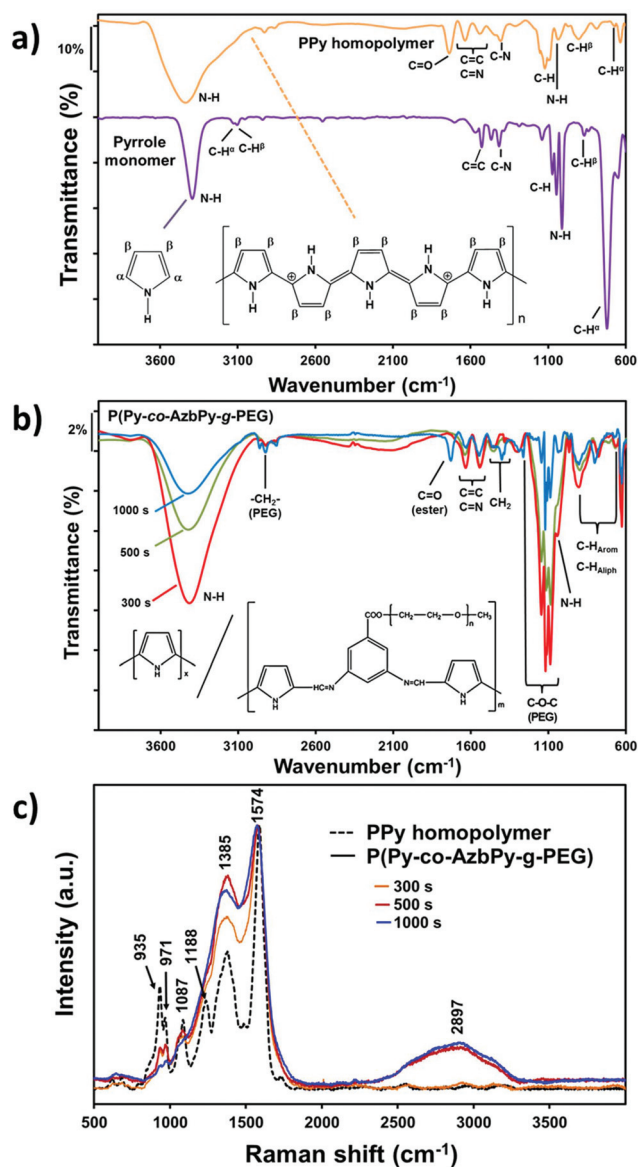 a)
10%
PPy homopolymer
C-N
C-Hβ
C=O
C=C
C=N
C-H
C-Hα
N-H
N-H
Pyrrole
monomer
C-Hα
C-Hβ
C=C
C-N
C-Hβ
C-H
N-H
N-H
β β
α α
N
H
β β H β β H β β
N N
⊕ ⊕
N N N
H β β H β β H
n
C-Hα
Transmittance (%)
3600 3100 2600 2100 1600 1100 600
Wavenumber (cm-1)
b)
P(Py-co-AzbPy-g-PEG)
2%
1000 s
500 s
300 s
-CH2-
(PEG)
C=O
(ester)
C=C
C=N
CH2
C-HArom
C-HAliph
N-H
N-H
C-O-C
(PEG)
N
H
x
COO
O
n
CH3
N
H
HC=N
N=CH
N
H
m
Transmittance (%)
3600 3100 2600 2100 1600 1100 600
Wavenumber (cm-1)
c)
1574
PPy homopolymer
P(Py-co-AzbPy-g-PEG)
300 s
500 s
1000 s
1385
1188
935
971
1087
2897
Intensity (a.u.)
500 1000 1500 2000 2500 3000 3500
Raman shift (cm-1)